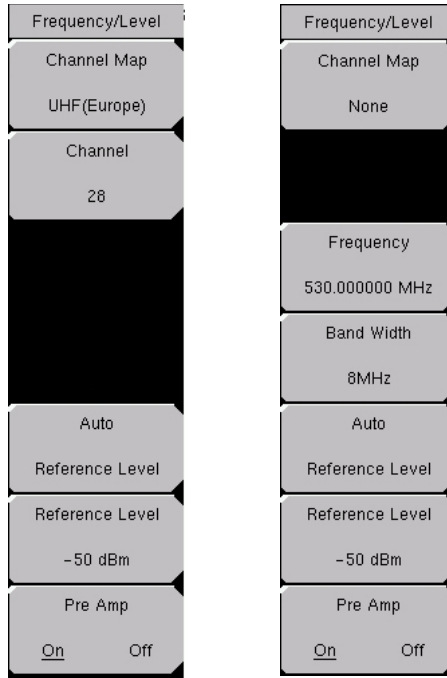 Frequency/Level
Channel Map
UHF(Europe)
Channel
28
Auto
Reference Level
Reference Level
-50 dBm
Pre Amp
On Off
Frequency/Level
Channel Map
None
Frequency
530.000000 MHz
Band Width
8MHz
Auto
Reference Level
Reference Level
-50 dBm
Pre Amp
On Off